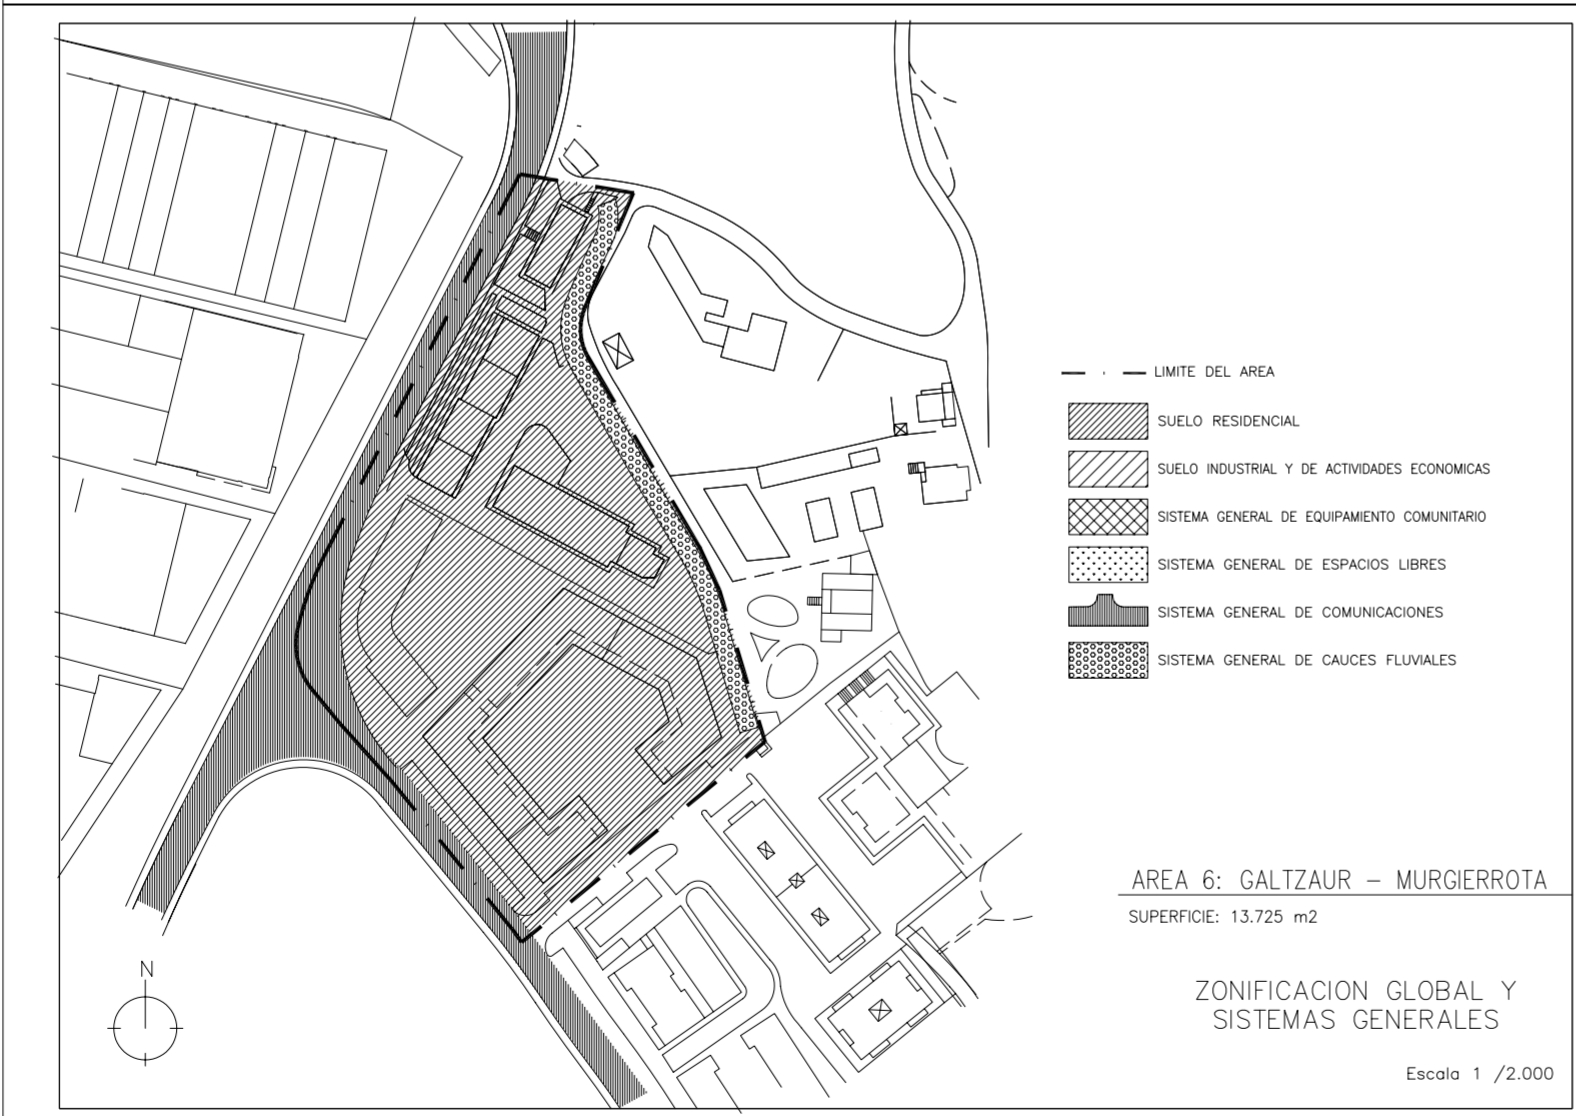 LIMITE DEL AREA
SUELO RESIDENCIAL
SUELO INDUSTRIAL Y DE ACTIVIDADES ECONOMICAS
SISTEMA GENERAL DE EQUIPAMIENTO COMUNITARIO
SISTEMA GENERAL DE ESPACIOS LIBRES
SISTEMA GENERAL DE COMUNICACIONES
SISTEMA GENERAL DE CAUCES FLUVIALES
AREA 6: GALTZAUR – MURGIERROTA
SUPERFICIE: 13.725 m2
N
ZONIFICACION GLOBAL Y
SISTEMAS GENERALES
Escala 1 /2.000